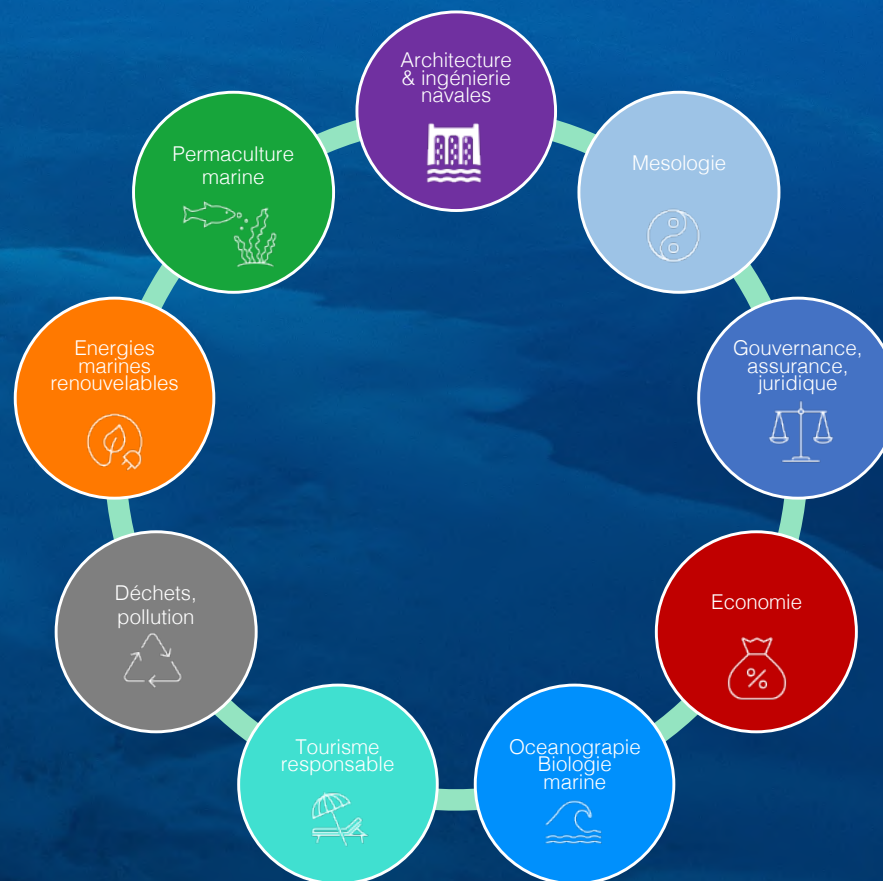 Architecture
& ingénierie
navales
Mesologie
Gouvernance,
assurance,
juridique
Economie
Oceanograpie
Biologie
marine
Tourisme
responsable
Déchets,
pollution
Energies
marines
renouvelables
Permaculture
marine
%